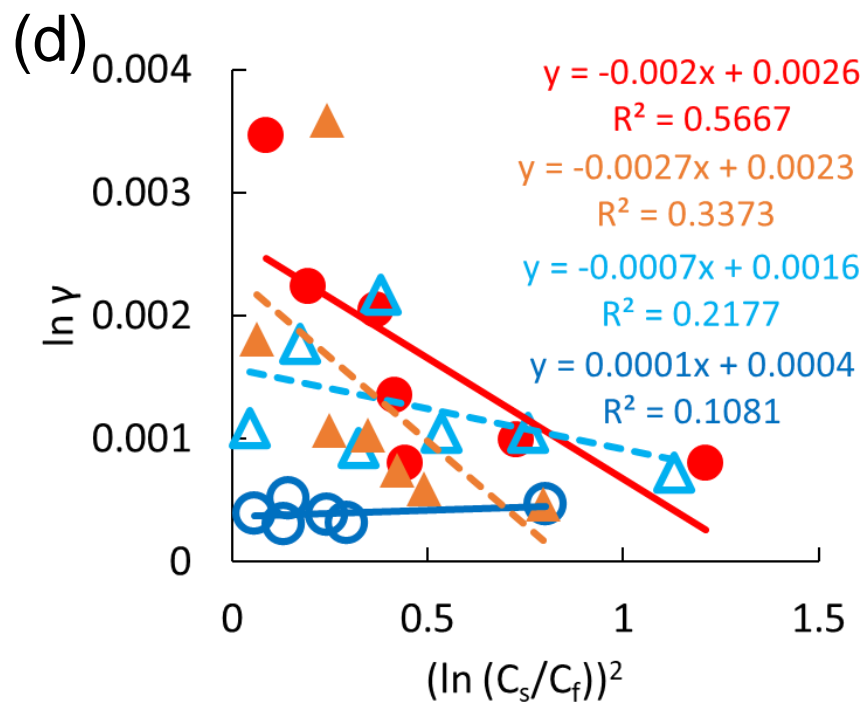 (d)
0.004
0.003
0.002
0.001
0
ln γ
y = -0.002x + 0.0026
R² = 0.5667
y = -0.0027x + 0.0023
R² = 0.3373
y = -0.0007x + 0.0016
R² = 0.2177
y = 0.0001x + 0.0004
R² = 0.1081
0 0.5 1 1.5
(ln (Cs/Cf))²